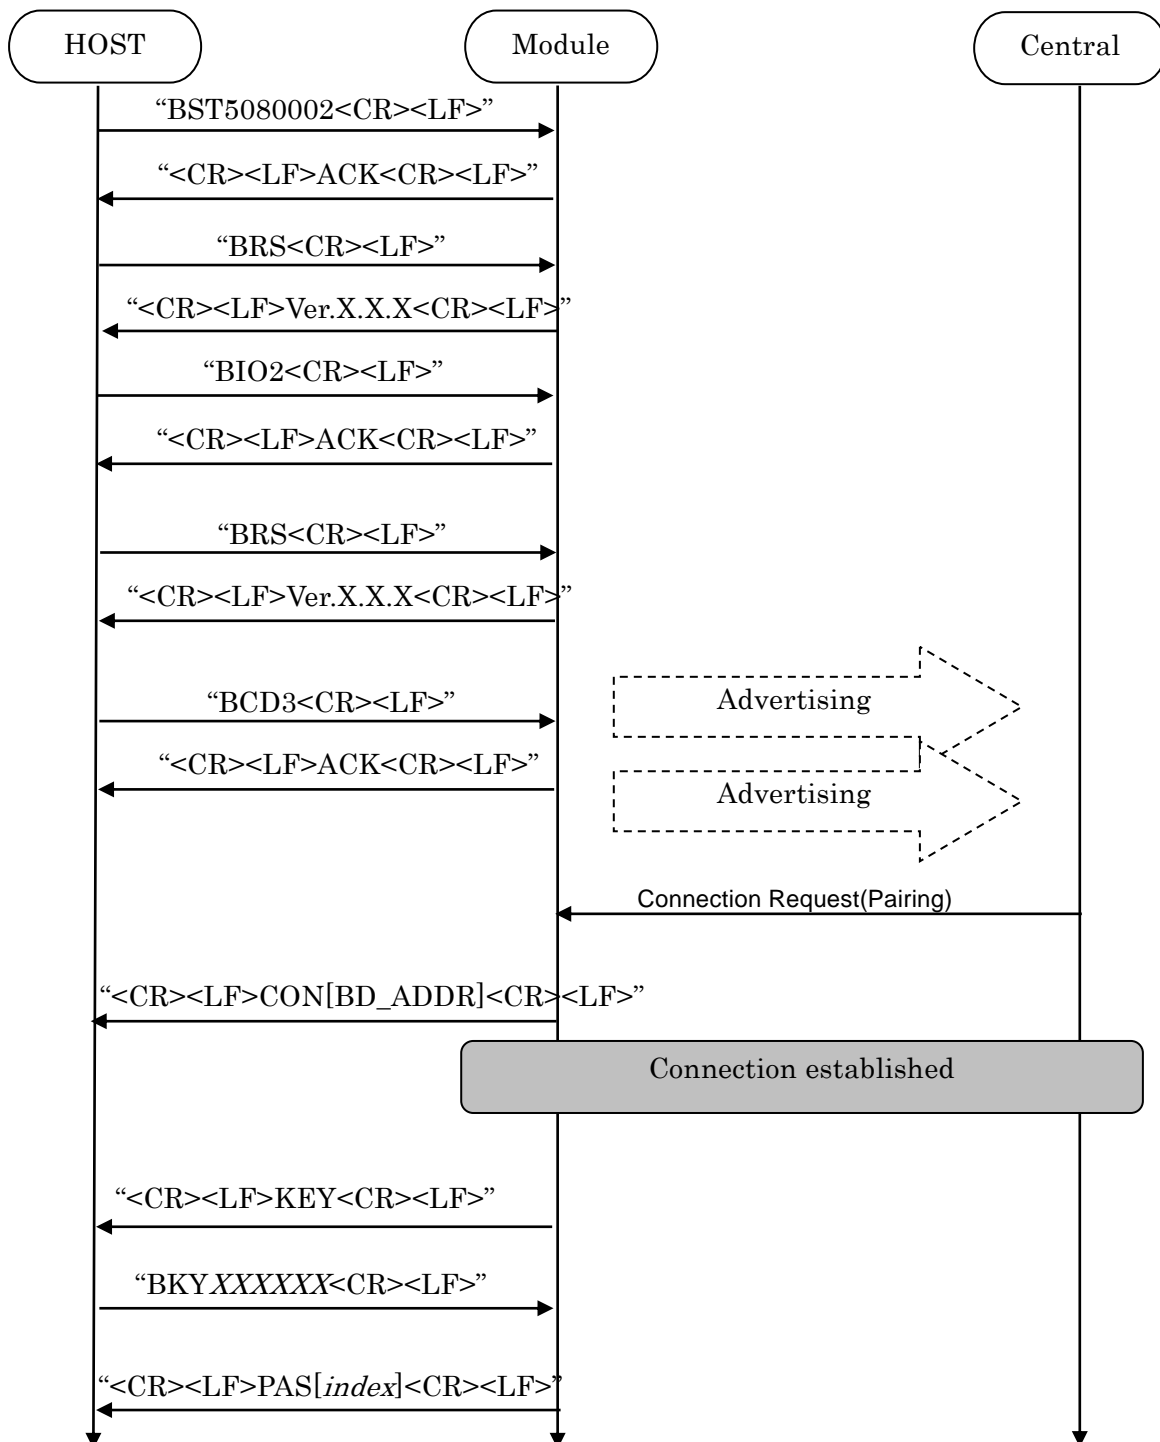 HOST
Module
Central
“BST5080002<CR><LF>”
“<CR><LF>ACK<CR><LF>”
“BRS<CR><LF>”
“<CR><LF>Ver.X.X.X<CR><LF>”
“BIO2<CR><LF>”
“<CR><LF>ACK<CR><LF>”
“BRS<CR><LF>”
“<CR><LF>Ver.X.X.X<CR><LF>”
“BCD3<CR><LF>”
Advertising
“<CR><LF>ACK<CR><LF>”
Advertising
Connection Request(Pairing)
“<CR><LF>CON[BD_ADDR]<CR><LF>”
Connection established
“<CR><LF>KEY<CR><LF>”
“BKYXXXXXX<CR><LF>”
“<CR><LF>PAS[index]<CR><LF>”